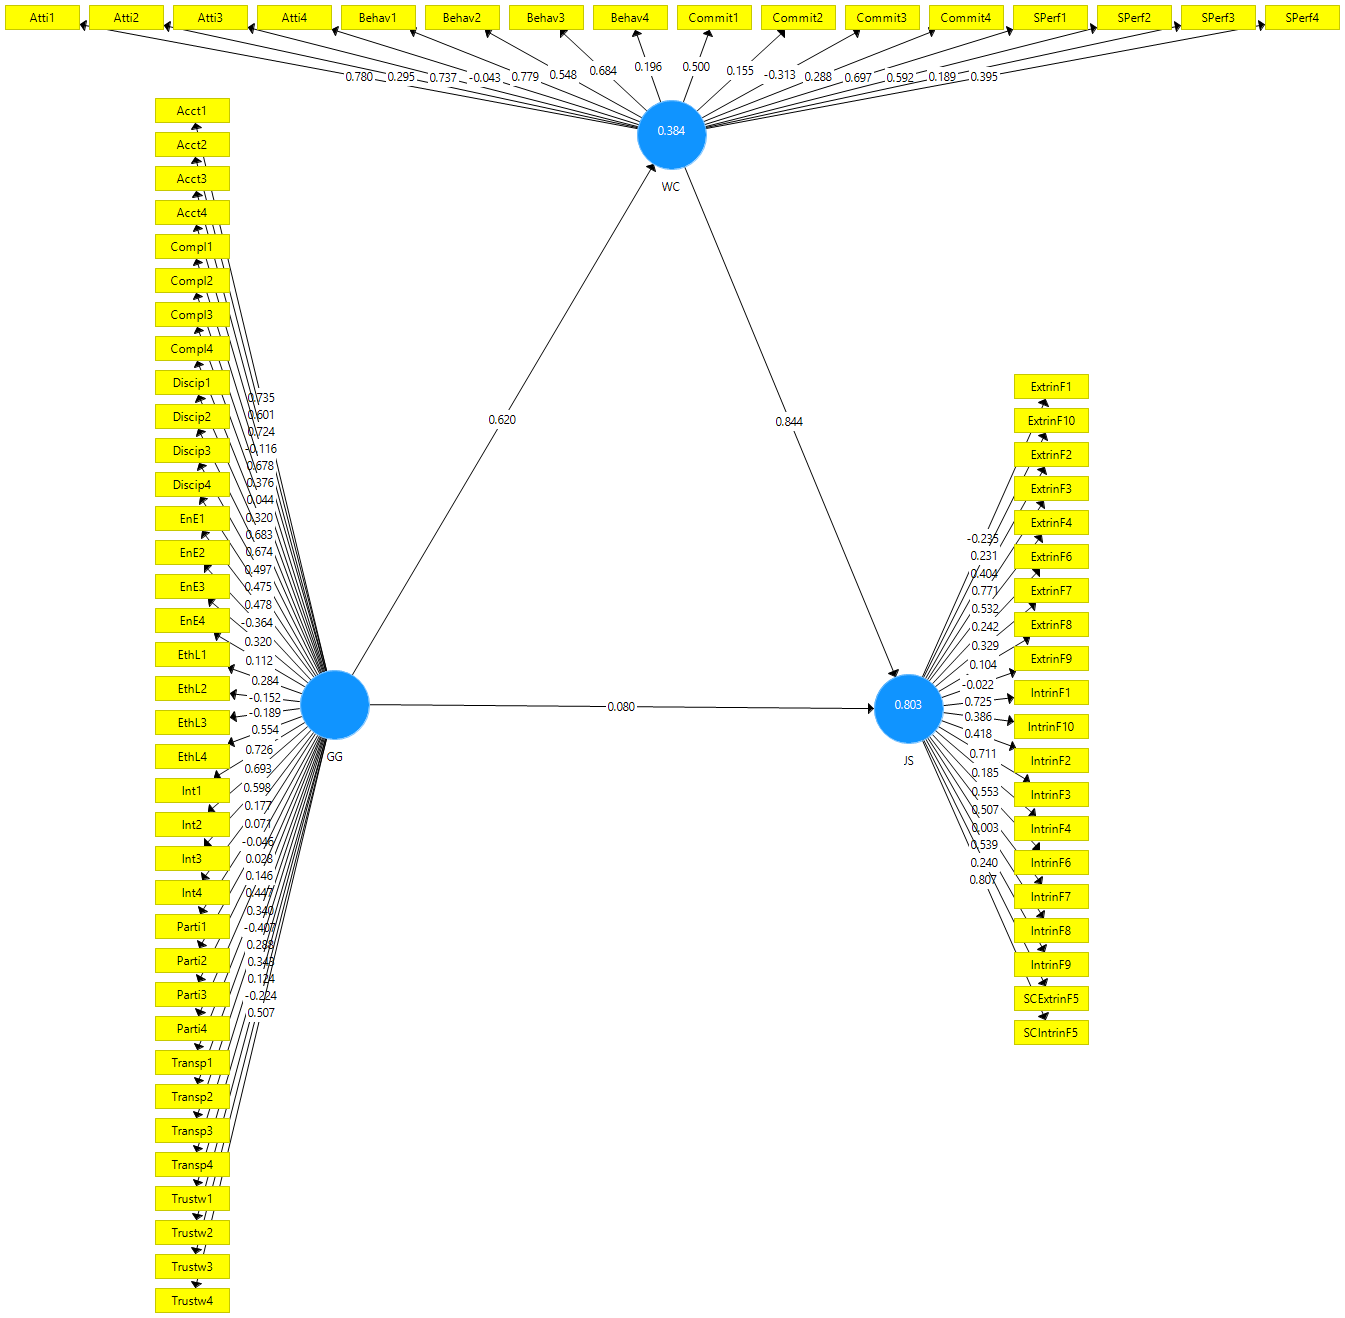 Atti1 Atti2 Atti3 Atti4 Behav1 Behav2 Behav3 Behav4 Commit1 Commit2 Commit3 Commit4 SPerf1 SPerf2 SPerf3 SPerf4
0.780 0.295 0.737 -0.043 0.779 0.548 0.684 0.196 0.500 0.155 -0.313 0.288 0.697 0.592 0.189 0.395
0.384
WC
Acct1
Acct2
Acct3
Acct4
Compl1
Compl2
Compl3
Compl4
Discip1
Discip2
Discip3
Discip4
EnE1
EnE2
EnE3
EnE4
EthL1
EthL2
EthL3
EthL4
Int1
Int2
Int3
Int4
Parti1
Parti2
Parti3
Parti4
Transp1
Transp2
Transp3
Transp4
Trustw1
Trustw2
Trustw3
Trustw4
0.735
0.601
0.724
-0.116
0.678
0.376
0.044
0.320
0.683
0.674
0.497
0.475
0.478
-0.364
0.320
0.112
0.284
-0.152
-0.189
0.554
0.726
0.693
0.598
0.177
0.071
-0.046
0.028
0.146
0.447
0.340
-0.407
0.288
0.343
0.124
-0.224
0.507
GG
0.620
0.844
0.080
0.803
JS
-0.235
0.231
0.404
0.771
0.532
0.242
0.329
0.104
-0.022
0.725
0.386
0.418
0.711
0.185
0.553
0.507
0.003
0.539
0.240
0.807
ExtrinF1
ExtrinF10
ExtrinF2
ExtrinF3
ExtrinF4
ExtrinF6
ExtrinF7
ExtrinF8
ExtrinF9
IntrinF1
IntrinF10
IntrinF2
IntrinF3
IntrinF4
IntrinF6
IntrinF7
IntrinF8
IntrinF9
SCExtrinF5
SCIntrinF5